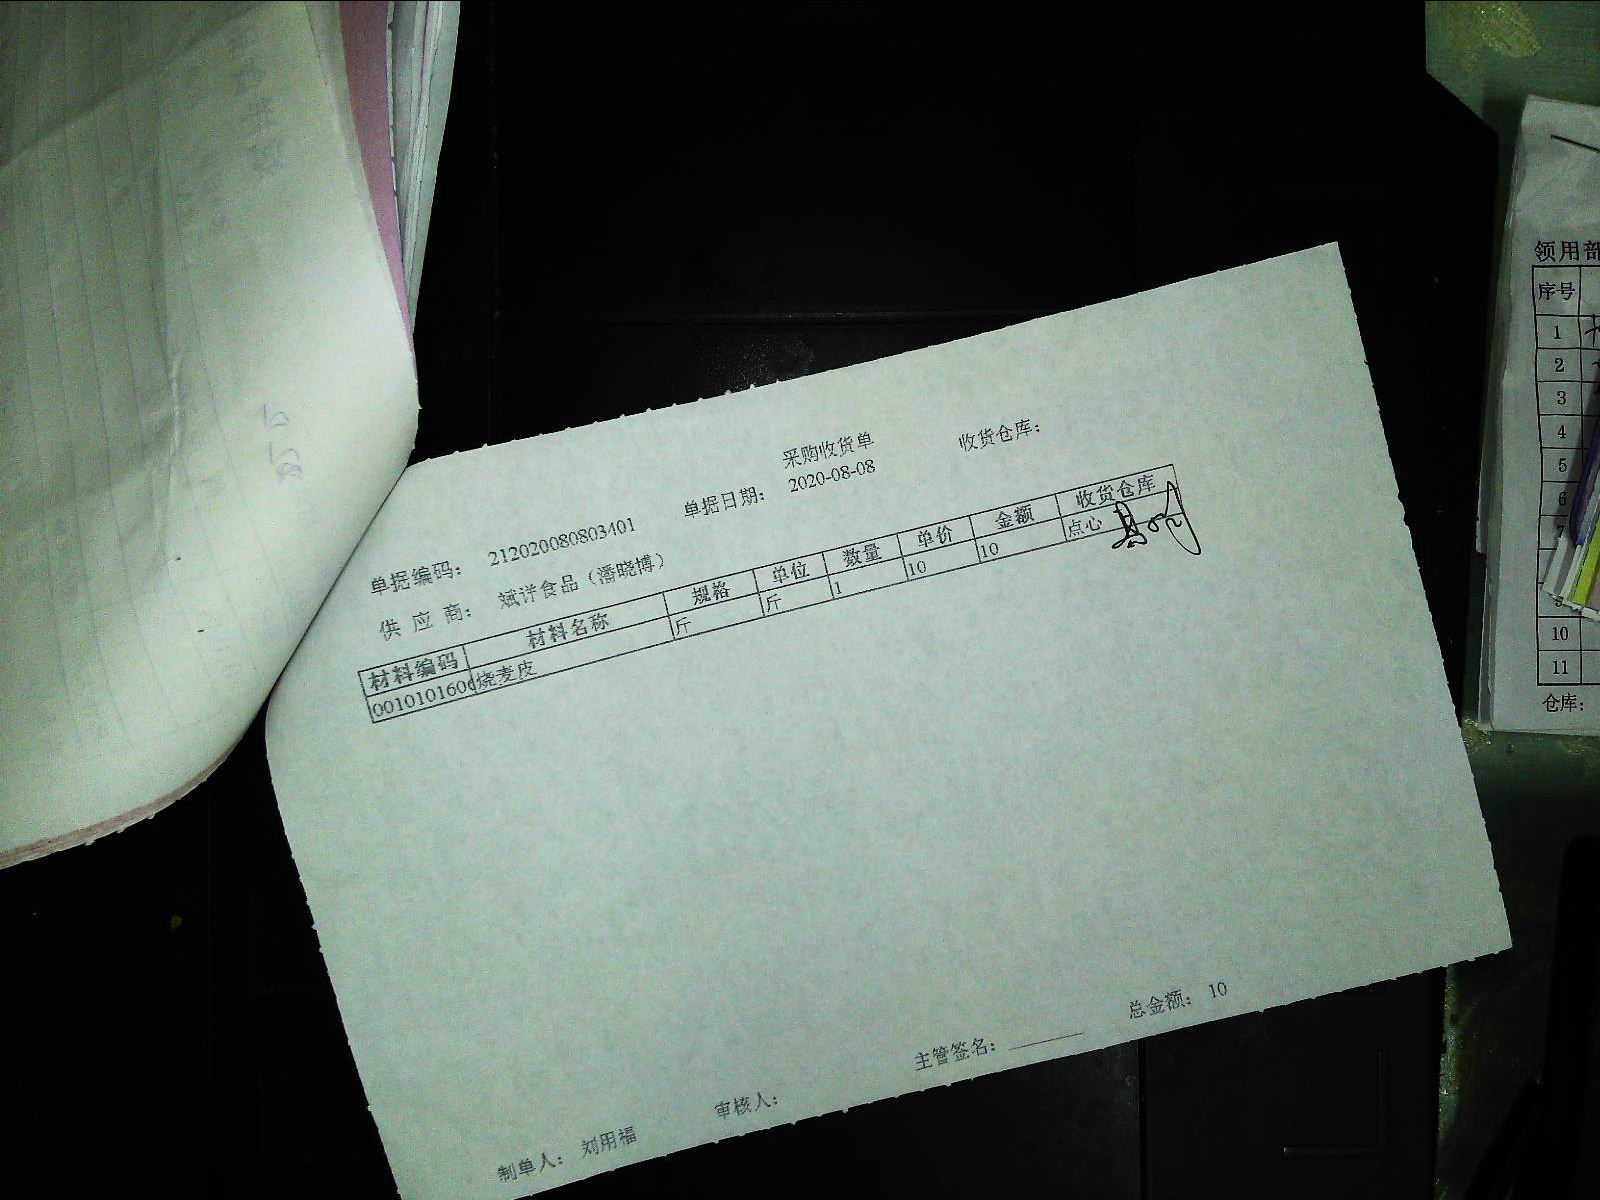 采购收货单
单据编码： 212020080803401 单据日期： 2020-08-08 收货仓库：
供 应 商： 斌详食品（潘晓博）
材料编码 材料名称 规格 单位 数量 单价 金额 收货仓库
001010160 烧麦皮 斤 斤 1 10 10 点心
制单人： 刘用福 审核人： 主管签名： 总金额： 10
领用部
序号
1
2
3
4
5
6
10
11
仓库：